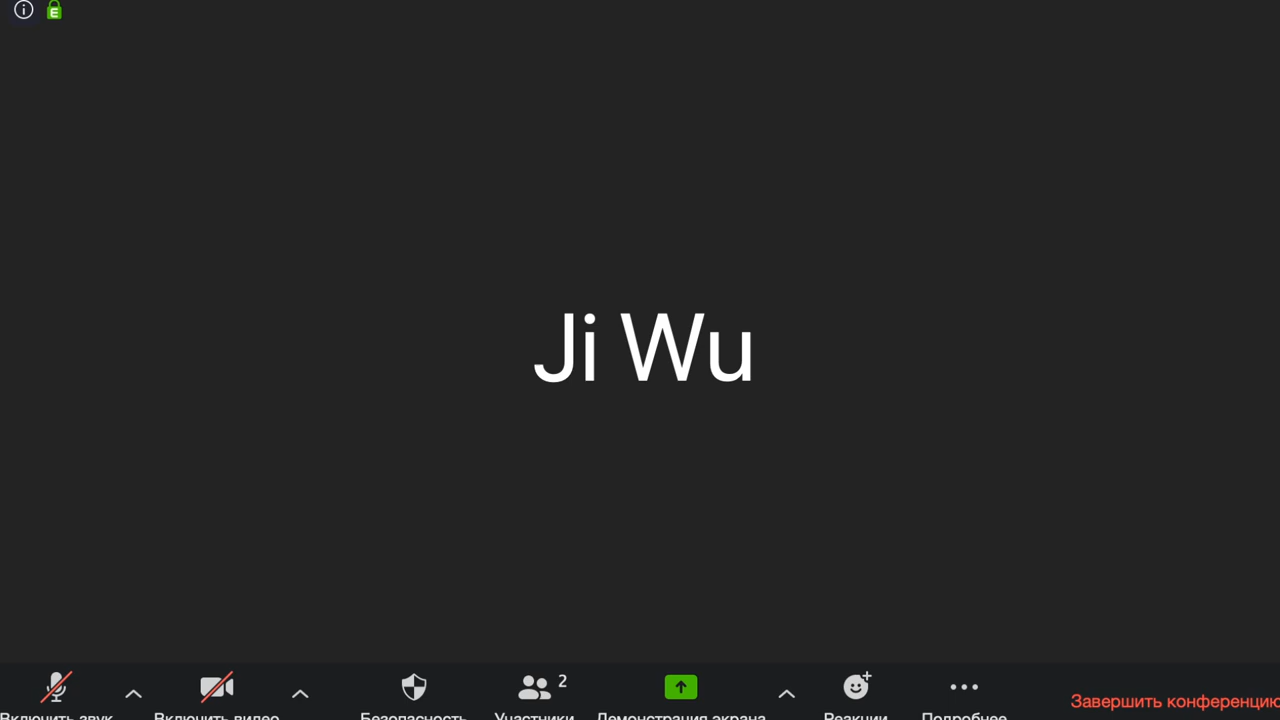 E
Ji Wu
2
Включить звук
Включить видео
Безопасность
Участники
Демонстрация экрана
Реакции
Подробнее
Завершить конференцию